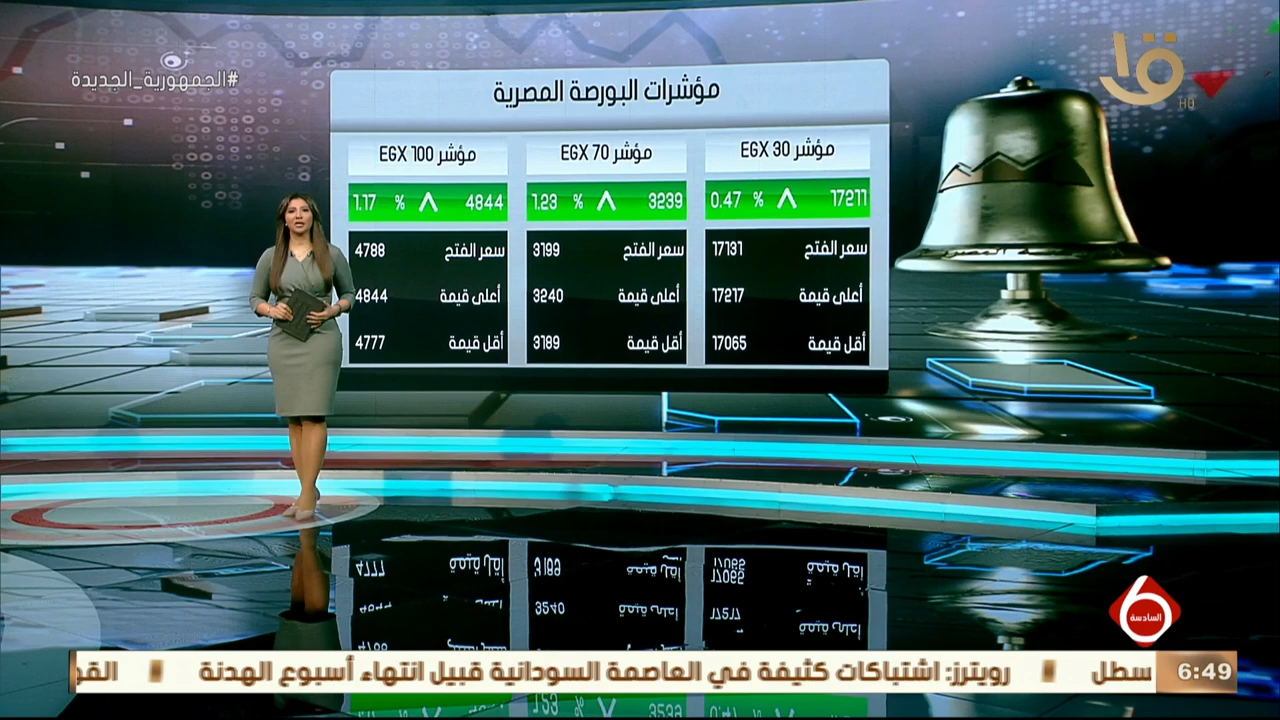 #الجمهورية_الجديدة
HD
مؤشرات البورصة المصرية
مؤشر EGX 30
17211 % 0.47
سعر الفتح 17131
أعلى قيمة 17217
أقل قيمة 17065
مؤشر EGX 70
3239 % 1.23
سعر الفتح 3199
أعلى قيمة 3240
أقل قيمة 3189
مؤشر EGX 100
4844 % 1.17
سعر الفتح 4788
أعلى قيمة 4844
أقل قيمة 4777
6
السادسة
6:49
سطل
رويترز: اشتباكات كثيفة في العاصمة السودانية قبيل انتهاء أسبوع الهدنة